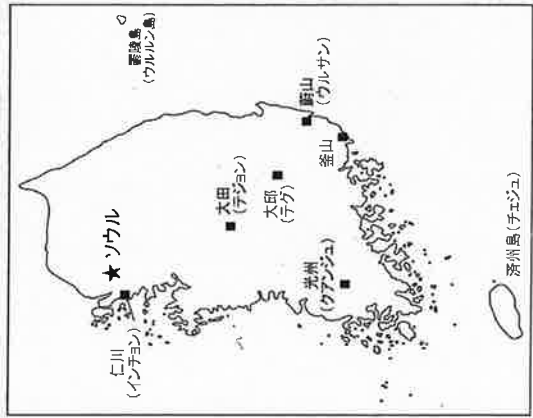 鬱陵島
(ウルルン島)
★ ソウル
仁川
(インチョン)
大田
(テジョン)
大邱
(テグ)
蔚山
(ウルサン)
釜山
光州
(クアンジュ)
済州島(チェジュ)